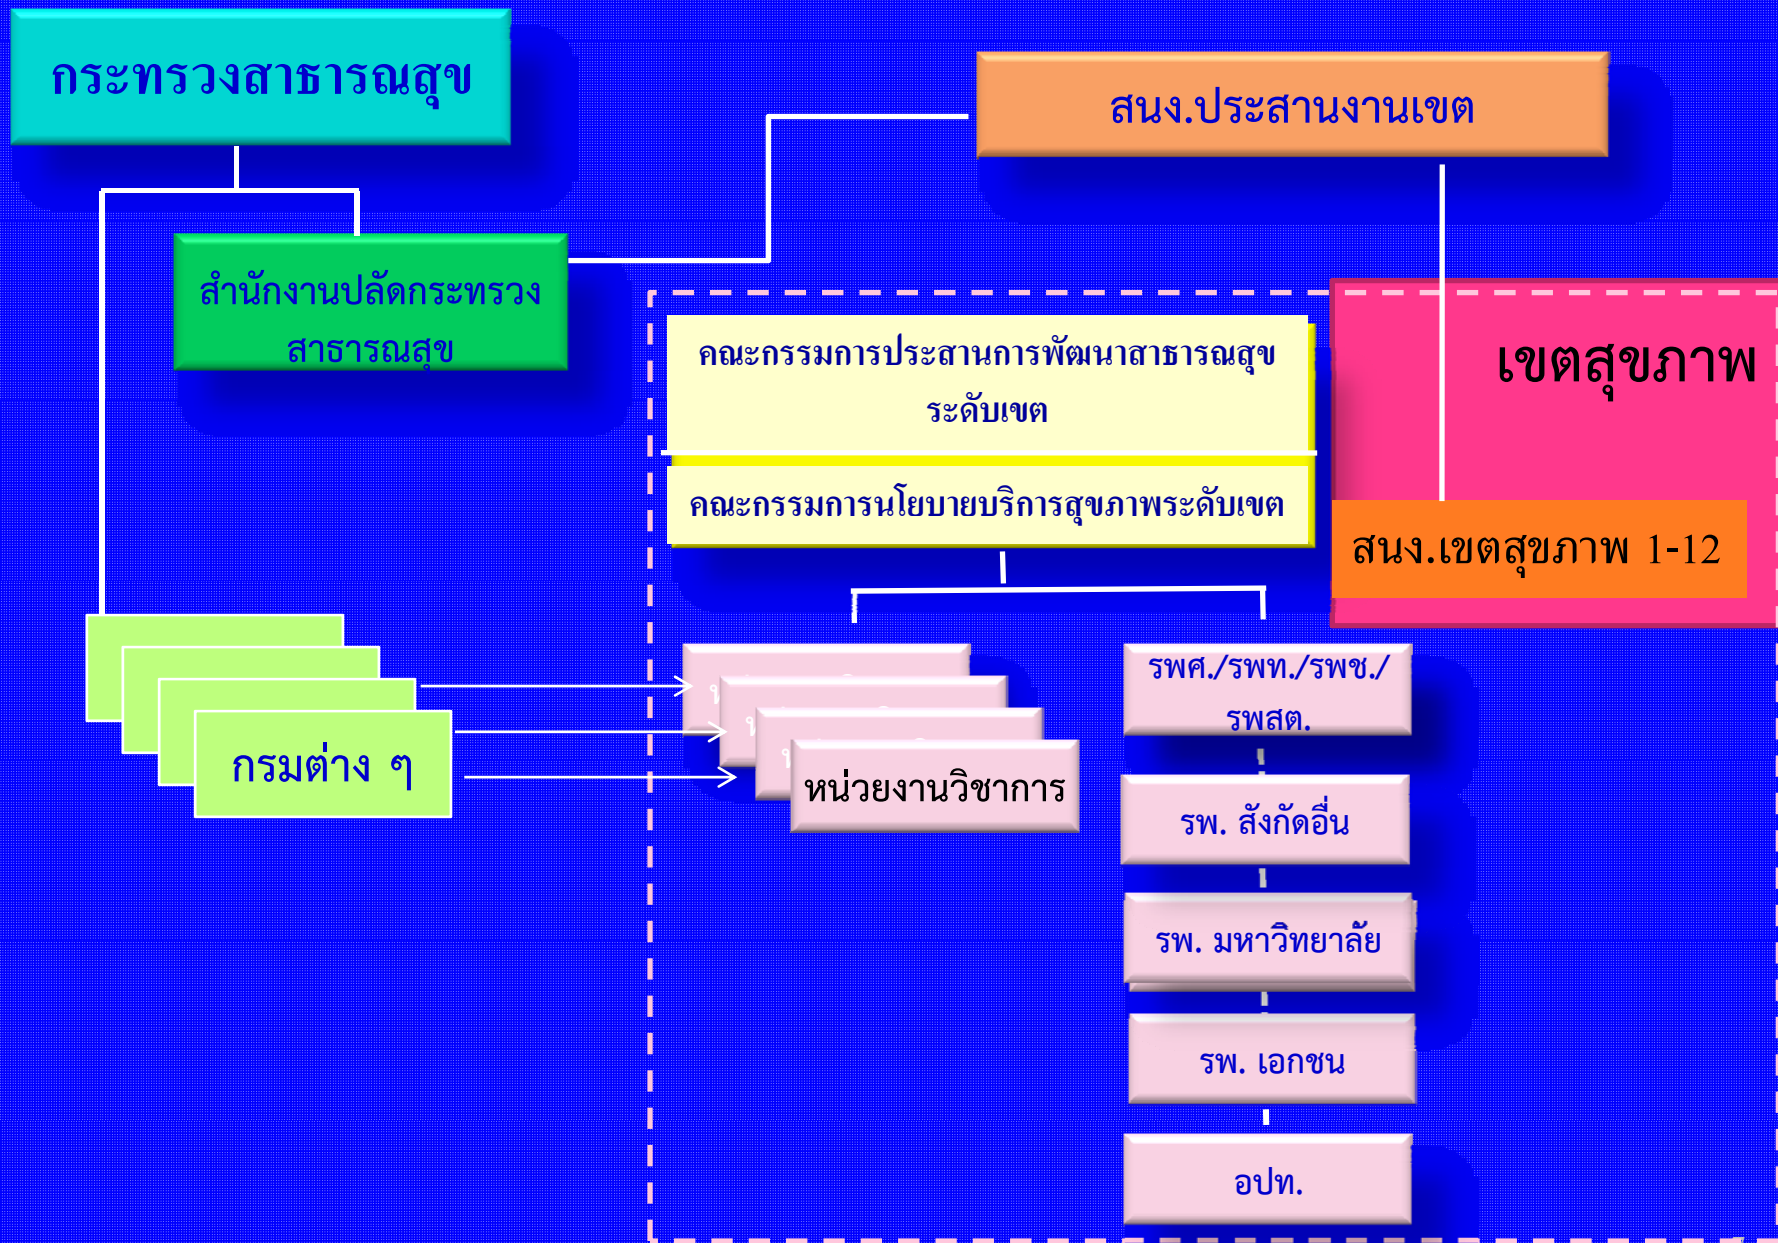 กระทรวงสาธารณสุข
สนง.ประสานงานเขต
สำนักงานปลัดกระทรวง
สาธารณสุข
คณะกรรมการประสานการพัฒนาสาธารณสุข
ระดับเขต
คณะกรรมการนโยบายบริการสุขภาพระดับเขต
เขตสุขภาพ
สนง.เขตสุขภาพ 1-12
กรมต่าง ๆ
หน่วยงานวิชาการ
รพศ./รพท./รพช./
รพสต.
รพ. สังกัดอื่น
รพ. มหาวิทยาลัย
รพ. เอกชน
อปท.